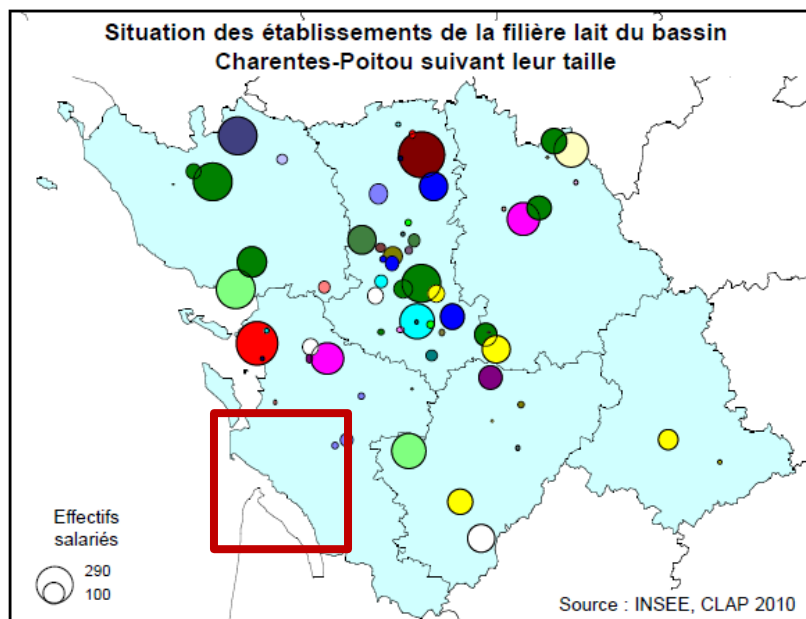 Situation des établissements de la filière lait du bassin
Charentes-Poitou suivant leur taille
Effectifs
salariés
290
100
Source : INSEE, CLAP 2010